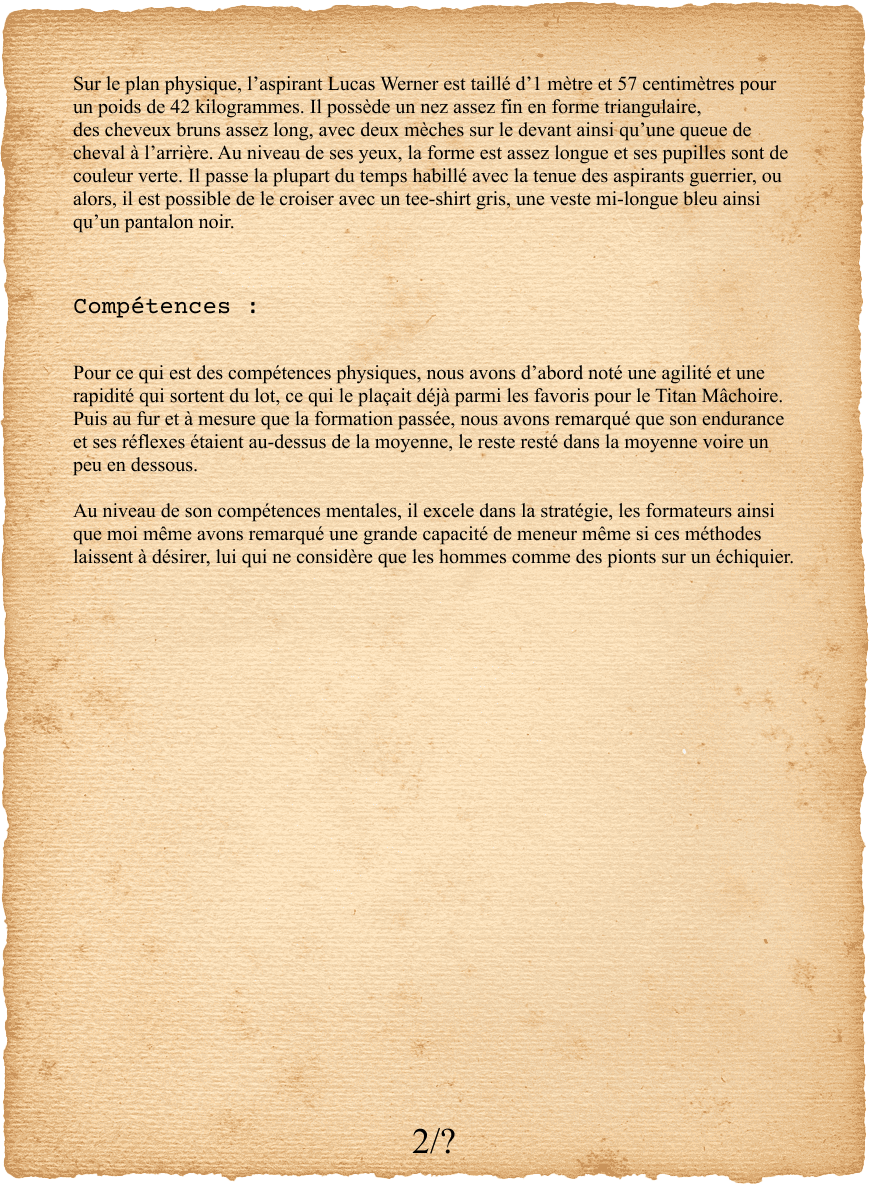 Sur le plan physique, l’aspirant Lucas Werner est taillé d’1 mètre et 57 centimètres pour
un poids de 42 kilogrammes. Il possède un nez assez fin en forme triangulaire,
des cheveux bruns assez long, avec deux mèches sur le devant ainsi qu’une queue de
cheval à l’arrière. Au niveau de ses yeux, la forme est assez longue et ses pupilles sont de
couleur verte. Il passe la plupart du temps habillé avec la tenue des aspirants guerrier, ou
alors, il est possible de le croiser avec un tee-shirt gris, une veste mi-longue bleu ainsi
qu’un pantalon noir.
Compétences :
Pour ce qui est des compétences physiques, nous avons d’abord noté une agilité et une
rapidité qui sortent du lot, ce qui le plaçait déjà parmi les favoris pour le Titan Mâchoire.
Puis au fur et à mesure que la formation passée, nous avons remarqué que son endurance
et ses réflexes étaient au-dessus de la moyenne, le reste resté dans la moyenne voire un
peu en dessous.
Au niveau de son compétences mentales, il excele dans la stratégie, les formateurs ainsi
que moi même avons remarqué une grande capacité de meneur même si ces méthodes
laissent à désirer, lui qui ne considère que les hommes comme des pionts sur un échiquier.
2/?